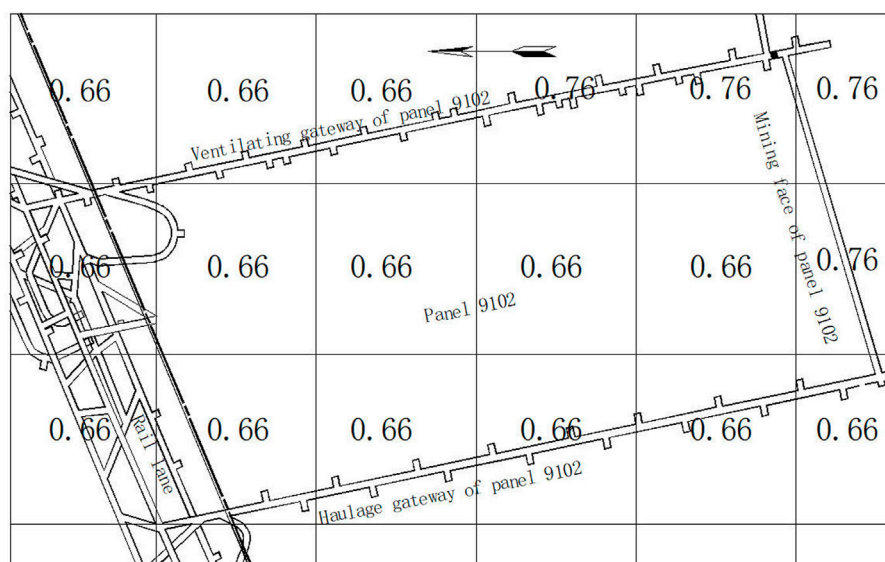 0.66 0.66 0.66 0.76 0.76 0.76
Ventilating gateway of panel 9102
Mining face of panel 9102
0.66 0.66 0.66 0.66 0.66 0.76
Panel 9102
0.66 0.66 0.66 0.66 0.66 0.66
Rail lane
Haulage gateway of panel 9102